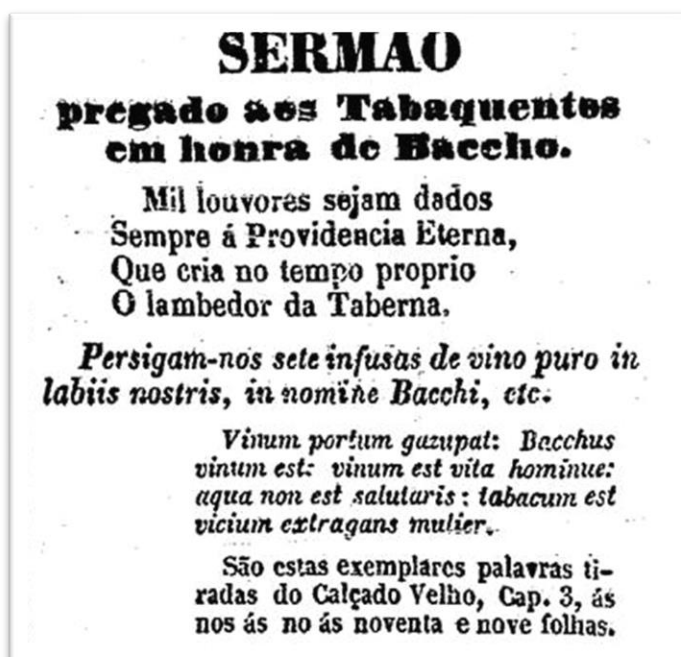 SERMAO
pregado aos Tabaquentos
em honra de Baccho.
Mil louvores sejam dados
Sempre á Providencia Eterna,
Que cria no tempo proprio
O lambedor da Taberna.
Persigam-nos sete infusas de vino puro in
labiis nostris, in nomine Bacchi, etc.
Vinum portum gazupat: Bacchus
vinum est: vinum est vita hominue:
aqua non est salutaris: tabacum est
vicium extragans mulier.
São estas exemplares palavras ti-
radas do Calçado Velho, Cap. 3, ás
nos ás no ás noventa e nove folhas.